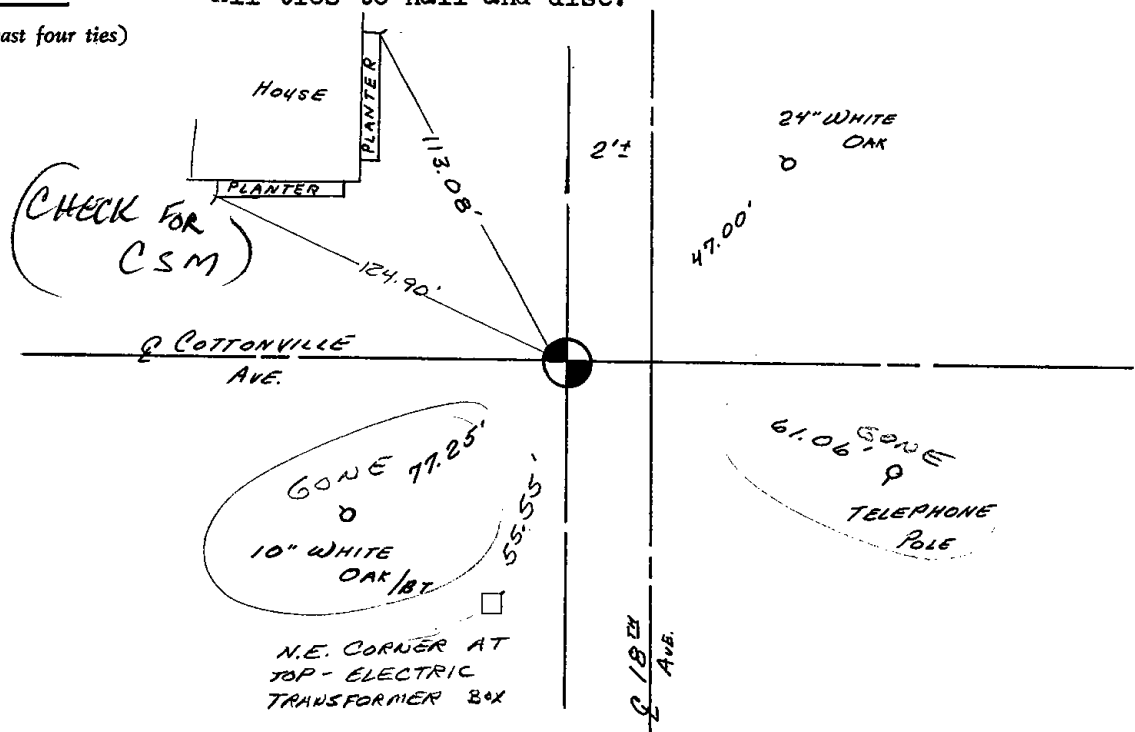 All ties to nail and disc.
ast four ties)
HOUSE
PLANTER
PLANTER
113.08'
2'±
24" WHITE
OAK
47.00'
(CHECK FOR
CSM)
124.90'
℄ COTTONVILLE
AVE.
GONE 77.25'
10" WHITE
OAK/BT
55.55'
61.06' GONE
TELEPHONE
POLE
N.E. CORNER AT
TOP - ELECTRIC
TRANSFORMER BOX
℄ 18TH
AVE.